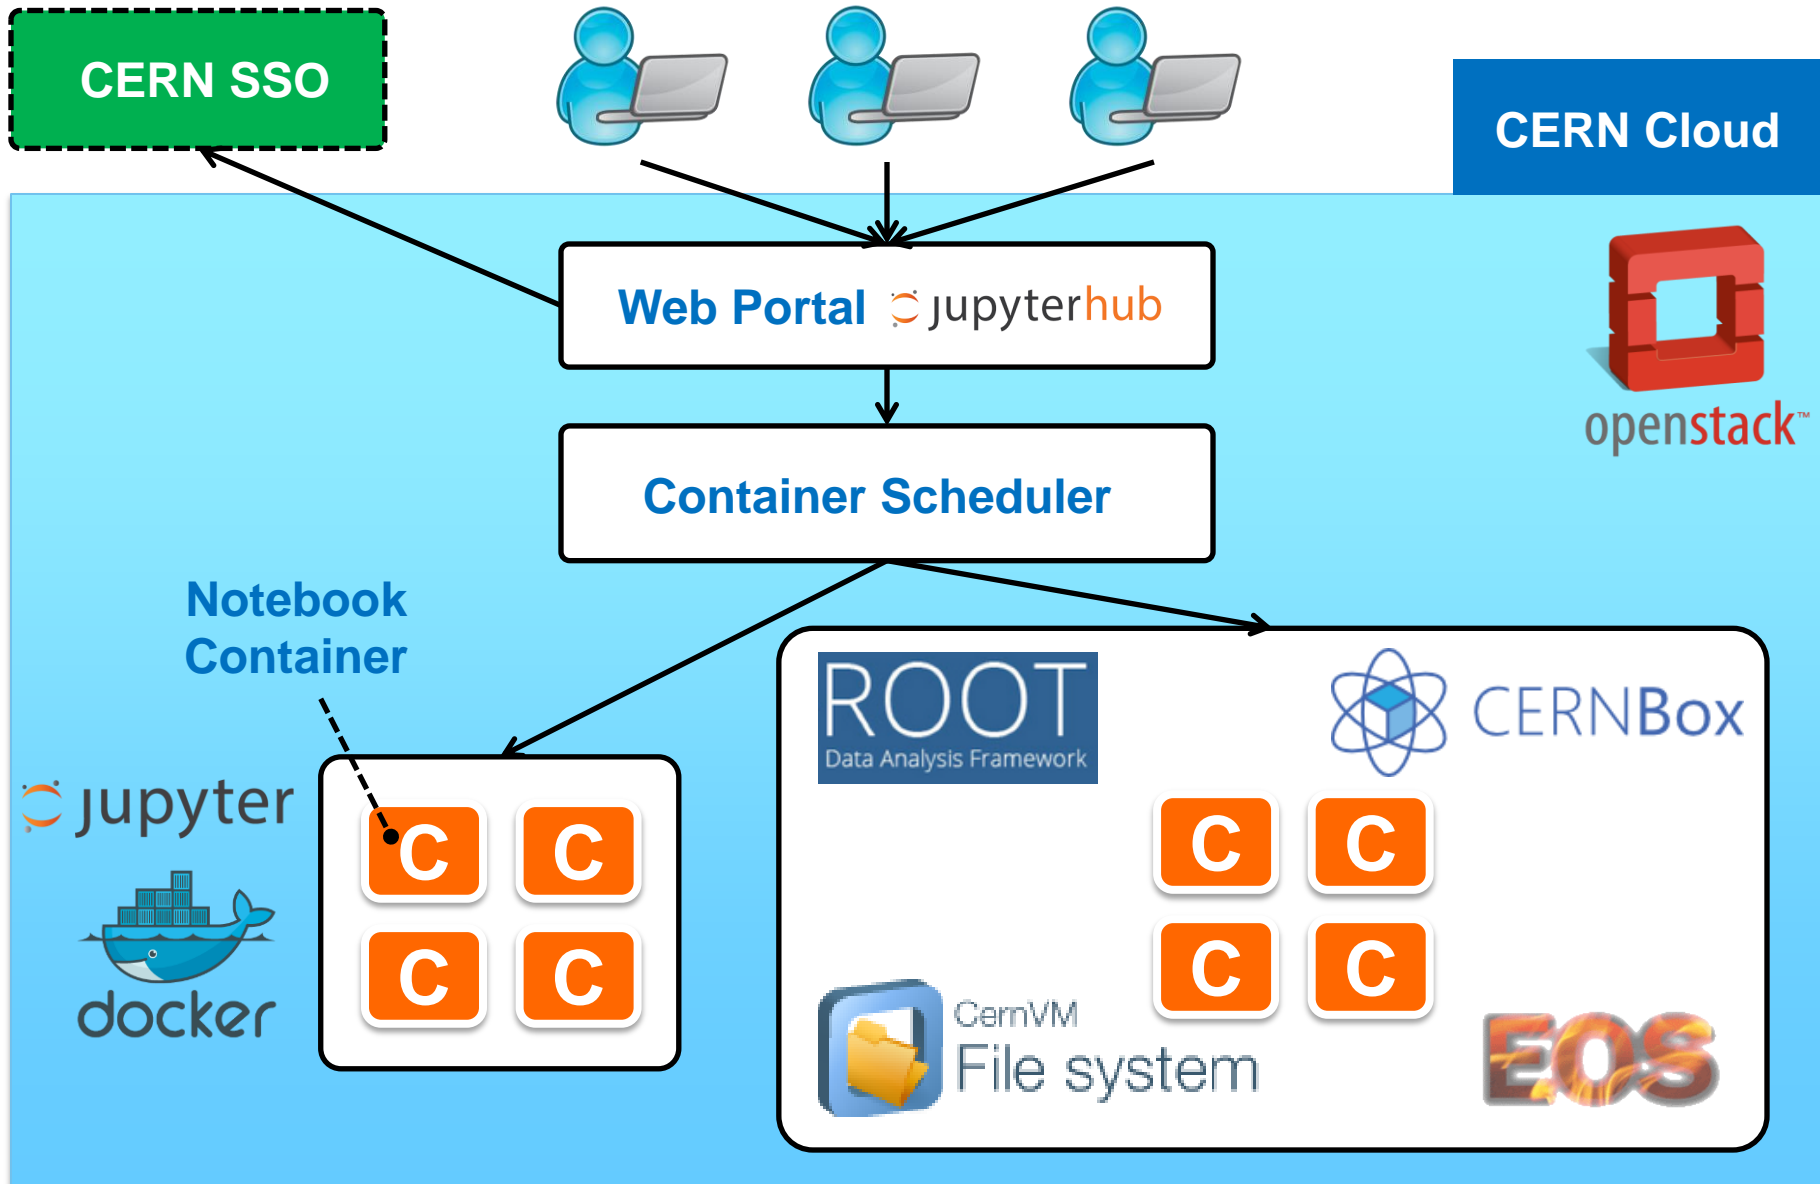 CERN SSO
CERN Cloud
Web Portal jupyterhub
openstack™
Container Scheduler
Notebook
Container
ROOT
Data Analysis Framework
CERNBox
jupyter
C C
C C
docker
C C
C C
CernVM
File system
EOS